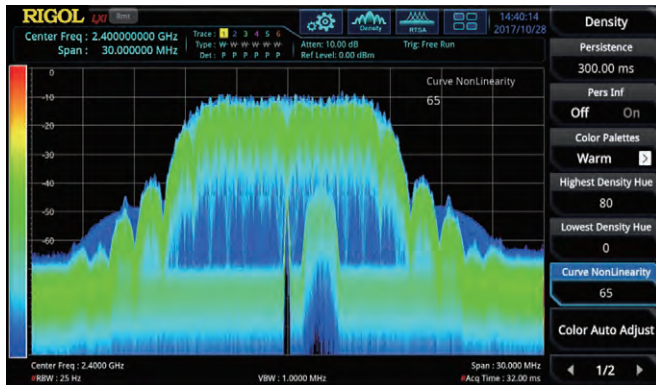 RIGOL LXI Rmt
Center Freq : 2.400000000 GHz
Span : 30.000000 MHz
Trace : 1 2 3 4 5 6
Type : W W W W W W
Det : P P P P P P
Density
RTSA
Atten: 10.00 dB
Ref Level: 0.00 dBm
Trig: Free Run
14:40:14
2017/10/28
0
-10
-20
-30
-40
-50
-60
Curve NonLinearity
65
Center Freq : 2.4000 GHz
#RBW : 25 Hz
VBW : 1.0000 MHz
Span : 30.000 MHz
#Acq Time : 32.00 ms
Density
Persistence
300.00 ms
Pers Inf
Off On
Color Palettes
Warm
Highest Density Hue
80
Lowest Density Hue
0
Curve NonLinearity
65
Color Auto Adjust
1/2